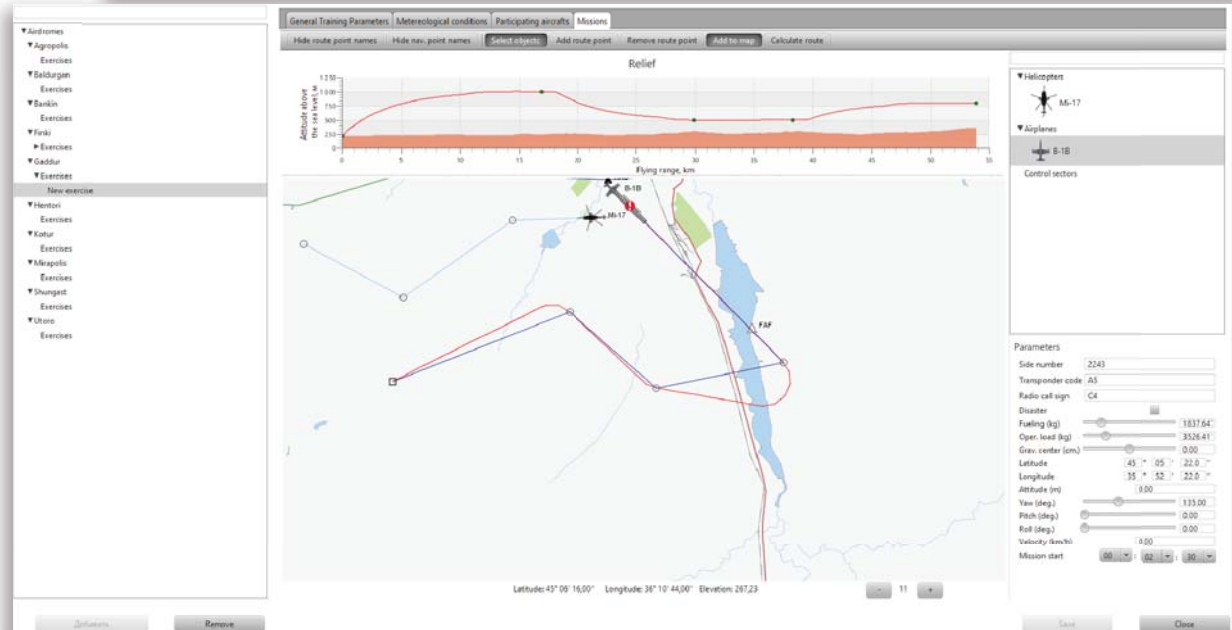 General Training Parameters Metereological conditions Participating aircrafts Missions
Hide route point names Hide nav. point names Select objects Add route point Remove route point Add to map Calculate route
Airdromes
Agropolis
Exercises
Baldurgan
Exercises
Bankin
Exercises
Finki
Exercises
Gaddur
Exercises
New exercise
Hentori
Exercises
Kotur
Exercises
Mirapolis
Exercises
Shungast
Exercises
Utoro
Exercises
Добавить Remove
Relief
Attitude above
the sea level, м
1 250
1 000
750
500
250
0
0 5 10 15 20 25 30 35 40 45 50 55
Flying range, km
B-1B
Mi-17
FAF
Latitude: 45° 06' 16,00" Longitude: 36° 10' 44,00" Elevation: 267,23
- 11 +
Helicopters
Mi-17
Airplanes
B-1B
Control sectors
Parameters
Side number 2243
Transponder code A5
Radio call sign C4
Disaster
Fueling (kg) 1837.64
Oper. load (kg) 3526.41
Grav. center (cm.) 0.00
Latitude 45 ° 05 ' 22.0 "
Longitude 35 ° 52 ' 22.0 "
Attitude (m) 0.00
Yaw (deg.) 135.00
Pitch (deg.) 0.00
Roll (deg.) 0.00
Velocity (km/h) 0.00
Mission start 00 : 02 : 30
Save Close